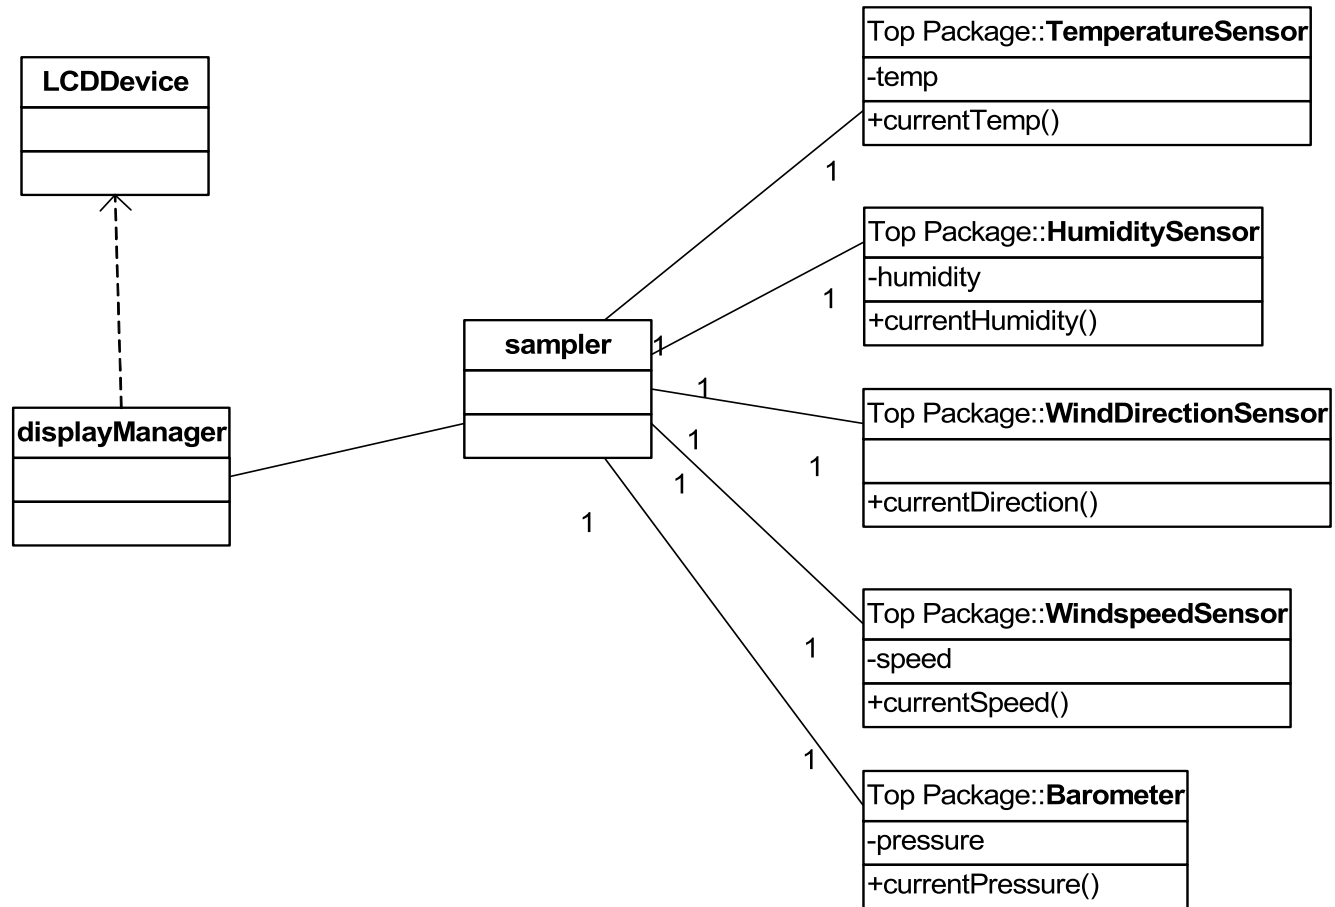 LCDDevice
displayManager
sampler
Top Package::TemperatureSensor
-temp
+currentTemp()
1
Top Package::HumiditySensor
-humidity
+currentHumidity()
1
1
1
Top Package::WindDirectionSensor
+currentDirection()
1
1
1
1
Top Package::WindspeedSensor
-speed
+currentSpeed()
1
1
Top Package::Barometer
-pressure
+currentPressure()